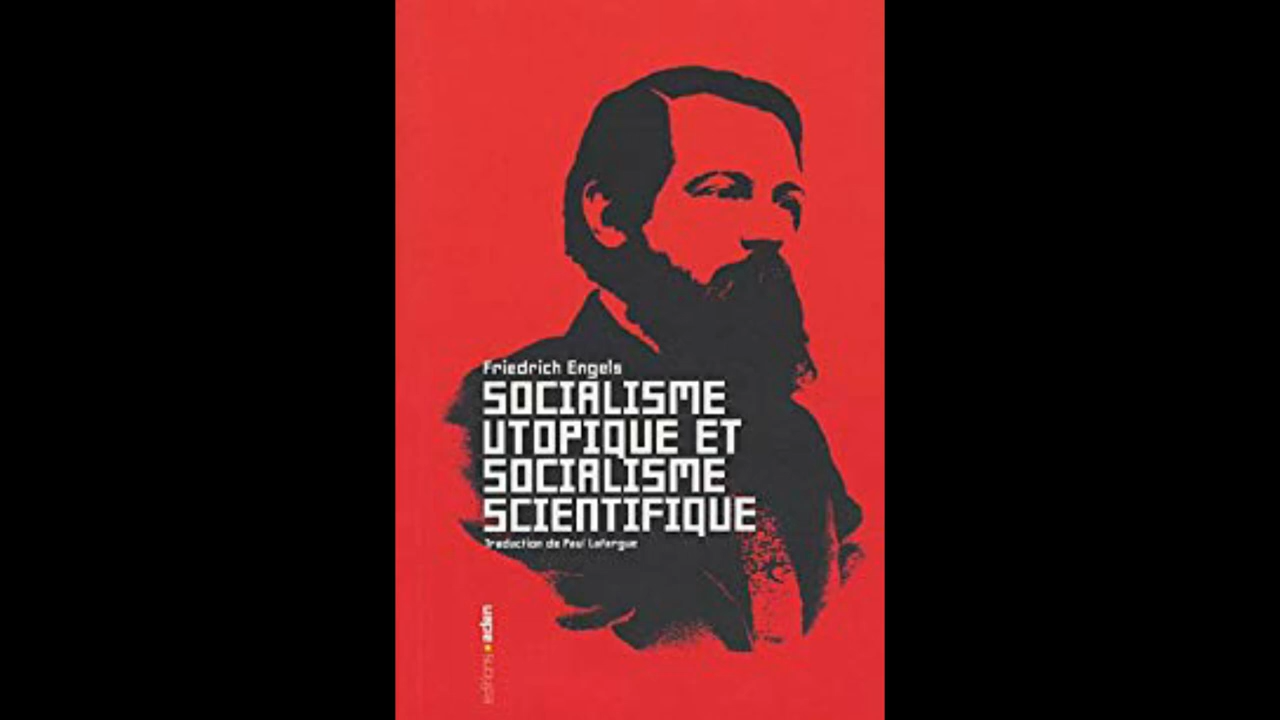 Friedrich Engels
SOCIALISME
UTOPIQUE ET
SOCIALISME
SCIENTIFIQUE
Traduction de Paul Lafargue
éditions aden